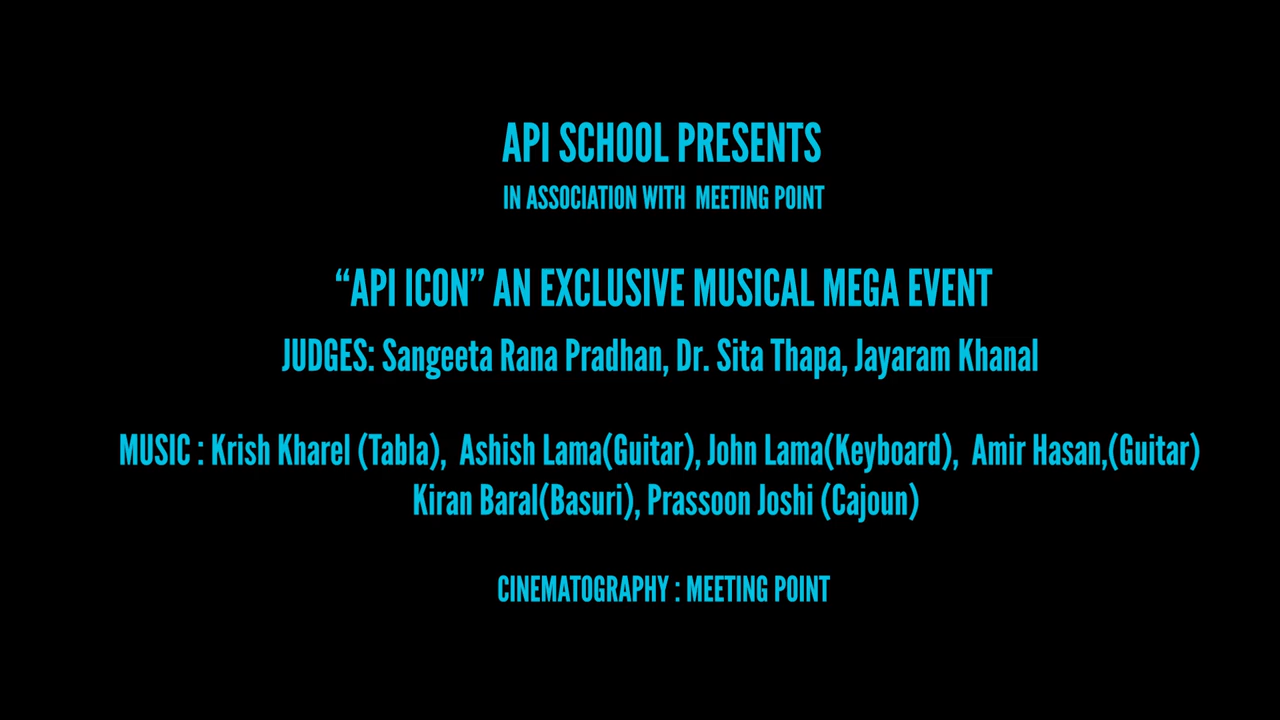 API SCHOOL PRESENTS
IN ASSOCIATION WITH  MEETING POINT
“API ICON” AN EXCLUSIVE MUSICAL MEGA EVENT
JUDGES: Sangeeta Rana Pradhan, Dr. Sita Thapa, Jayaram Khanal
MUSIC : Krish Kharel (Tabla),  Ashish Lama(Guitar), John Lama(Keyboard),  Amir Hasan,(Guitar)
Kiran Baral(Basuri), Prassoon Joshi (Cajoun)
CINEMATOGRAPHY : MEETING POINT